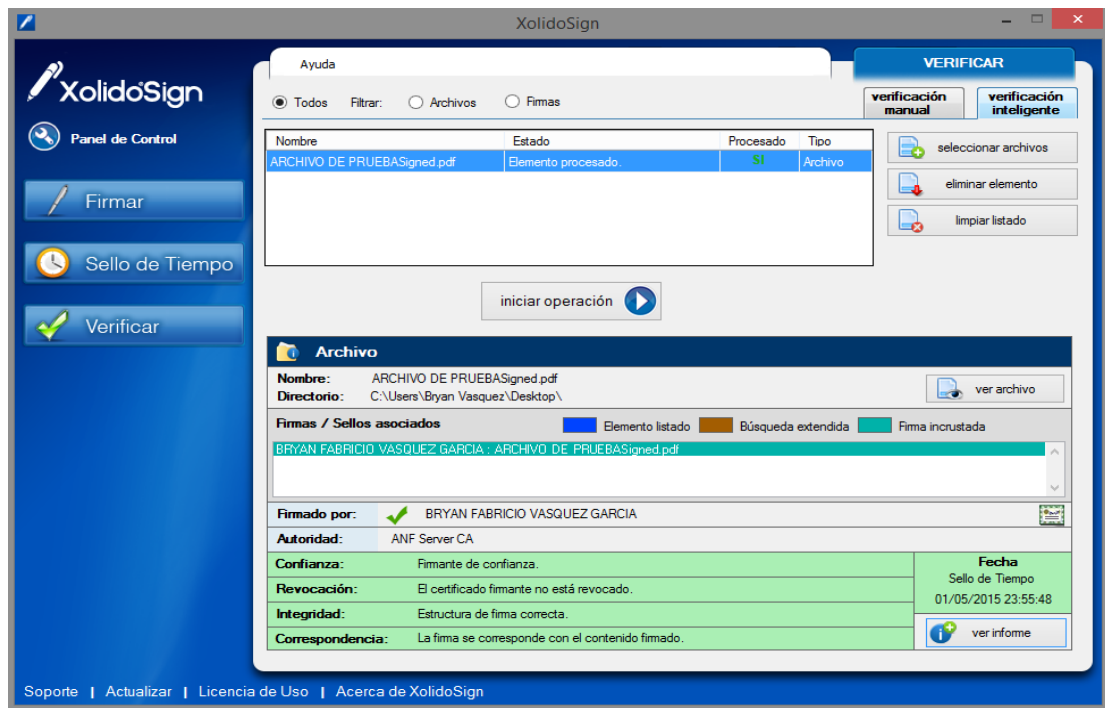 XolidoSign
XolidoSign
Panel de Control
Firmar
Sello de Tiempo
Verificar
Ayuda
VERIFICAR
Todos Filtrar: Archivos Firmas
verificación manual
verificación inteligente
Nombre Estado Procesado Tipo
ARCHIVO DE PRUEBASigned.pdf Elemento procesado. SI Archivo
seleccionar archivos
eliminar elemento
limpiar listado
iniciar operación
Archivo
Nombre: ARCHIVO DE PRUEBASigned.pdf
Directorio: C:\Users\Bryan Vasquez\Desktop\
ver archivo
Firmas / Sellos asociados Elemento listado Búsqueda extendida Firma incrustada
BRYAN FABRICIO VASQUEZ GARCIA : ARCHIVO DE PRUEBASigned.pdf
Firmado por: BRYAN FABRICIO VASQUEZ GARCIA
Autoridad: ANF Server CA
Confianza: Firmante de confianza.
Revocación: El certificado firmante no está revocado.
Integridad: Estructura de firma correcta.
Correspondencia: La firma se corresponde con el contenido firmado.
Fecha
Sello de Tiempo
01/05/2015 23:55:48
ver informe
Soporte | Actualizar | Licencia de Uso | Acerca de XolidoSign